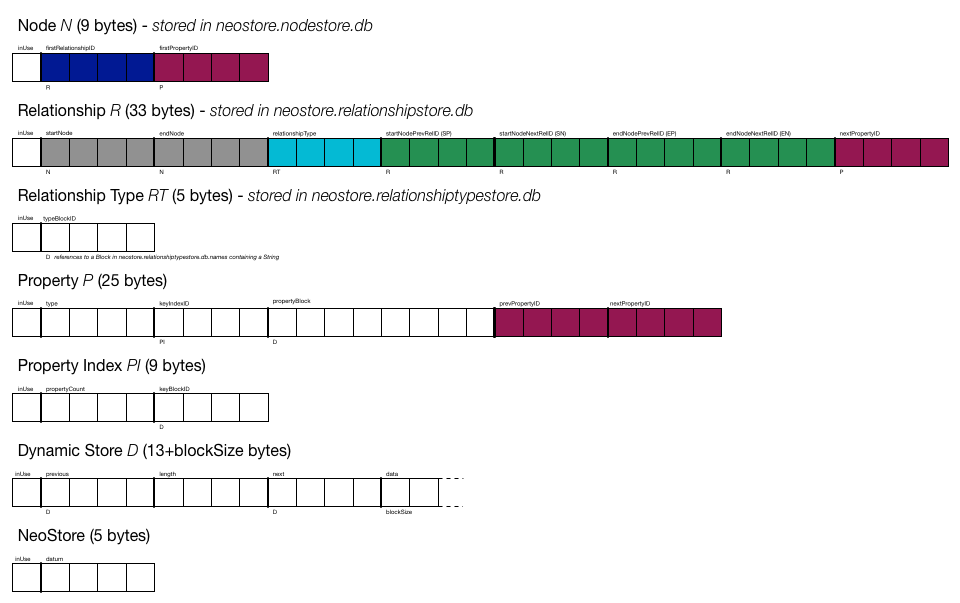 Node N (9 bytes) - stored in neostore.nodestore.db
inUse firstRelationshipID firstPropertyID
R P
Relationship R (33 bytes) - stored in neostore.relationshipstore.db
inUse startNode endNode relationshipType startNodePrevRelID (SP) startNodeNextRelID (SN) endNodePrevRelID (EP) endNodeNextRelID (EN) nextPropertyID
N N RT R R R R P
Relationship Type RT (5 bytes) - stored in neostore.relationshiptypestore.db
inUse typeBlockID
D references to a Block in neostore.relationshiptypestore.db.names containing a String
Property P (25 bytes)
inUse type keyIndexID propertyBlock prevPropertyID nextPropertyID
PI D
Property Index PI (9 bytes)
inUse propertyCount keyBlockID
D
Dynamic Store D (13+blockSize bytes)
inUse previous length next data
D D blockSize
NeoStore (5 bytes)
inUse datum